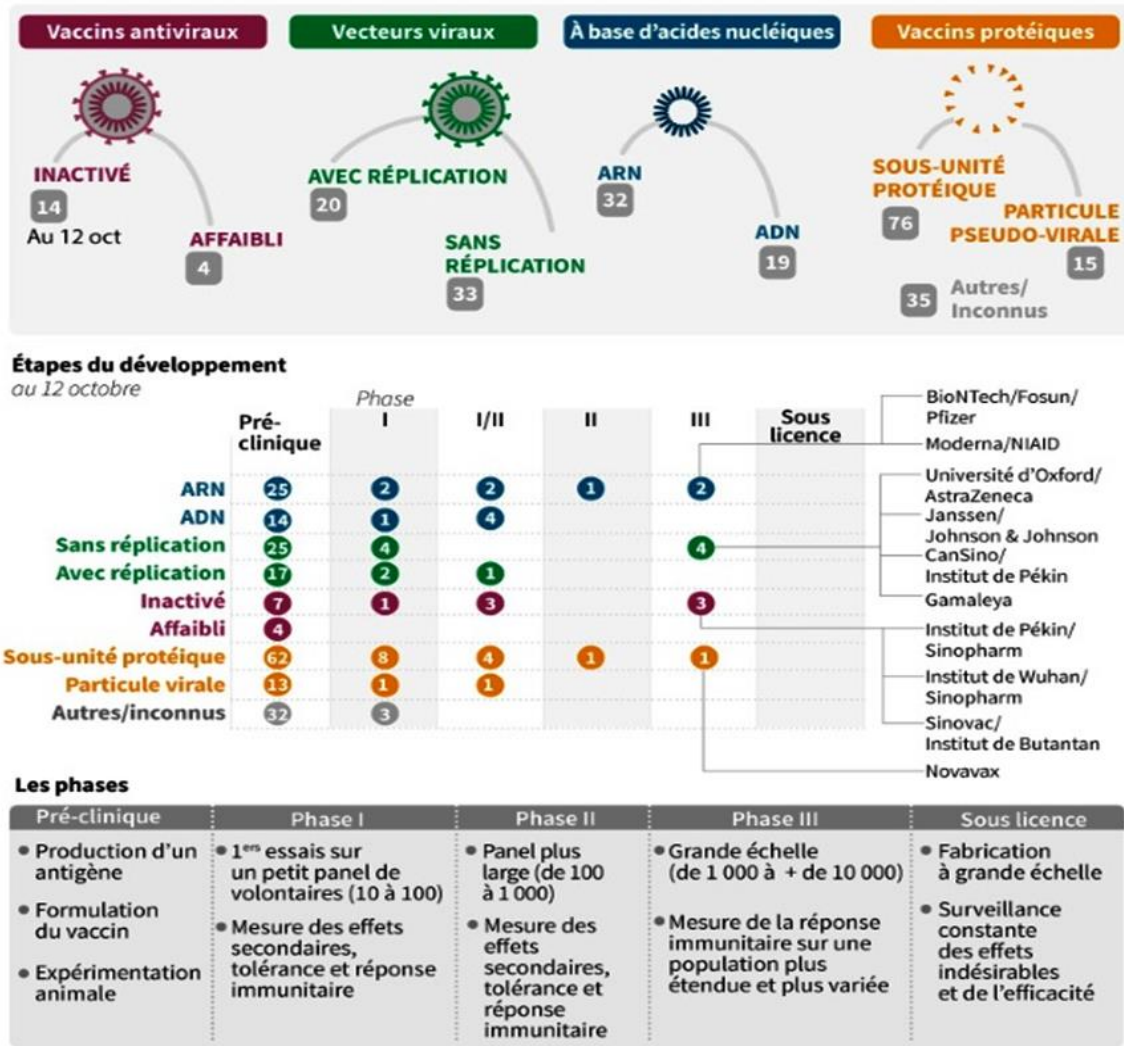 Vaccins antiviraux
Vecteurs viraux
À base d'acides nucléiques
Vaccins protéiques
INACTIVÉ
14
Au 12 oct
AFFAIBLI
4
AVEC RÉPLICATION
20
SANS
RÉPLICATION
33
ARN
32
ADN
19
SOUS-UNITÉ
PROTÉIQUE
76
PARTICULE
PSEUDO-VIRALE
15
35
Autres/
Inconnus
Étapes du développement
au 12 octobre
Phase
Pré-
clinique
I
I/II
II
III
Sous
licence
ARN 25 2 2 1 2
ADN 14 1 4
Sans réplication 25 4 4
Avec réplication 17 2 1
Inactivé 7 1 3 3
Affaibli 4
Sous-unité protéique 62 8 4 1 1
Particule virale 13 1 1
Autres/inconnu 32 3
BioNTech/Fosun/
Pfizer
Moderna/NIAID
Université d'Oxford/
AstraZeneca
Janssen/
Johnson & Johnson
CanSino/
Institut de Pékin
Gamaleya
Institut de Pékin/
Sinopharm
Institut de Wuhan/
Sinopharm
Sinovac/
Institut de Butantan
Novavax
Les phases
Pré-clinique
• Production d'un
antigène
• Formulation
du vaccin
• Expérimentation
animale
Phase I
• 1ers essais sur
un petit panel de
volontaires (10 à 100)
• Mesure des effets
secondaires,
tolérance et réponse
immunitaire
Phase II
• Panel plus
large (de 100
à 1 000)
• Mesure des
effets
secondaires,
tolérance et
réponse
immunitaire
Phase III
• Grande échelle
(de 1 000 à + de 10 000)
• Mesure de la réponse
immunitaire sur une
population plus
étendue et plus variée
Sous licence
• Fabrication
à grande échelle
• Surveillance
constante
des effets
indésirables
et de l'efficacité